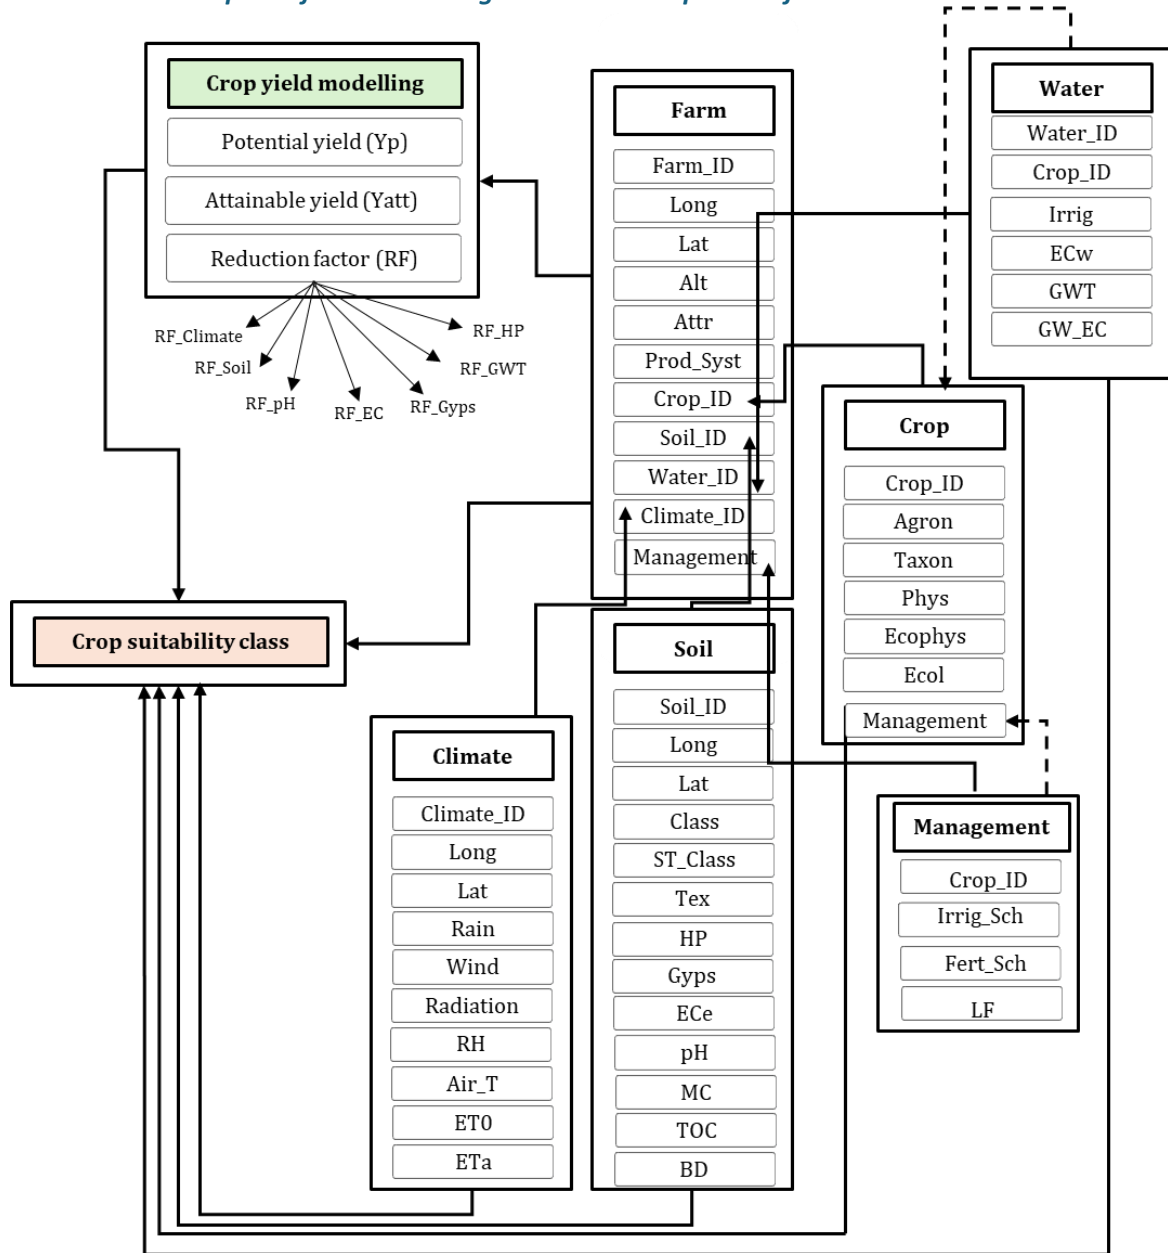 Crop yield modelling
Potential yield (Yp)
Attainable yield (Yatt)
Reduction factor (RF)
RF_Climate
RF_Soil
RF_pH
RF_EC
RF_Gyps
RF_GWT
RF_HP
Crop suitability class
Farm
Farm_ID
Long
Lat
Alt
Attr
Prod_Syst
Crop_ID
Soil_ID
Water_ID
Climate_ID
Management
Water
Water_ID
Crop_ID
Irrig
ECw
GWT
GW_EC
Crop
Crop_ID
Agron
Taxon
Phys
Ecophys
Ecol
Management
Climate
Climate_ID
Long
Lat
Rain
Wind
Radiation
RH
Air_T
ET0
ETa
Soil
Soil_ID
Long
Lat
Class
ST_Class
Tex
HP
Gyps
ECe
pH
MC
TOC
BD
Management
Crop_ID
Irrig_Sch
Fert_Sch
LF